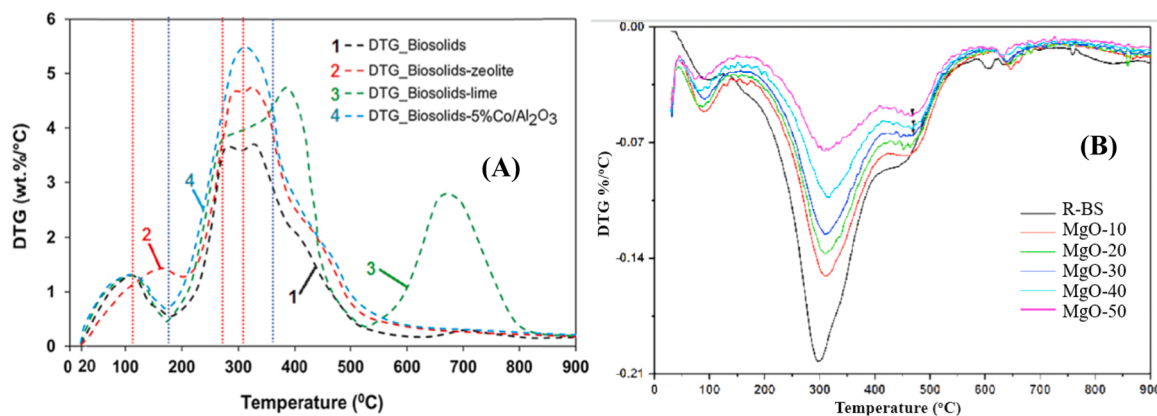 6
5
4
3
2
1
0
DTG (wt.%/°C)
1 DTG_Biosolids
2 DTG_Biosolids-zeolite
3 DTG_Biosolids-lime
4 DTG_Biosolids-5%Co/Al₂O₃
(A)
4
2
3
1
0 20 100 200 300 400 500 600 700 800 900
Temperature (⁰C)
0.00
-0.07
-0.14
-0.21
DTG %/°C)
(B)
R-BS
MgO-10
MgO-20
MgO-30
MgO-40
MgO-50
0 100 200 300 400 500 600 700 800 900
Temperature (°C)